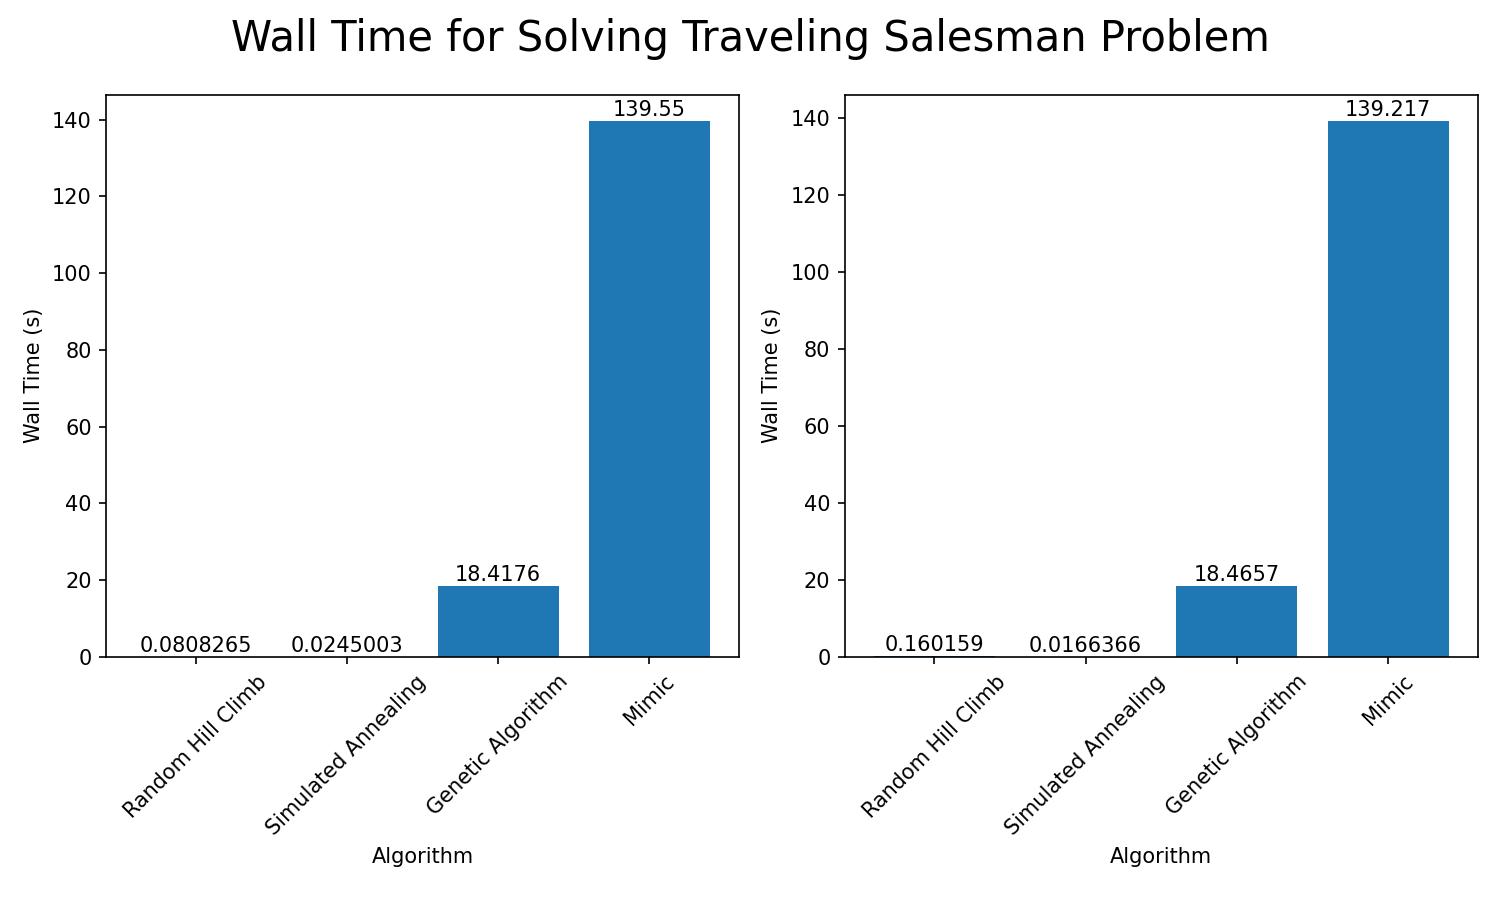 Wall Time for Solving Traveling Salesman Problem
Wall Time (s)
140
120
100
80
60
40
20
0
0.0808265
0.0245003
18.4176
139.55
Random Hill Climb
Simulated Annealing
Genetic Algorithm
Mimic
Algorithm
Wall Time (s)
140
120
100
80
60
40
20
0
0.160159
0.0166366
18.4657
139.217
Random Hill Climb
Simulated Annealing
Genetic Algorithm
Mimic
Algorithm